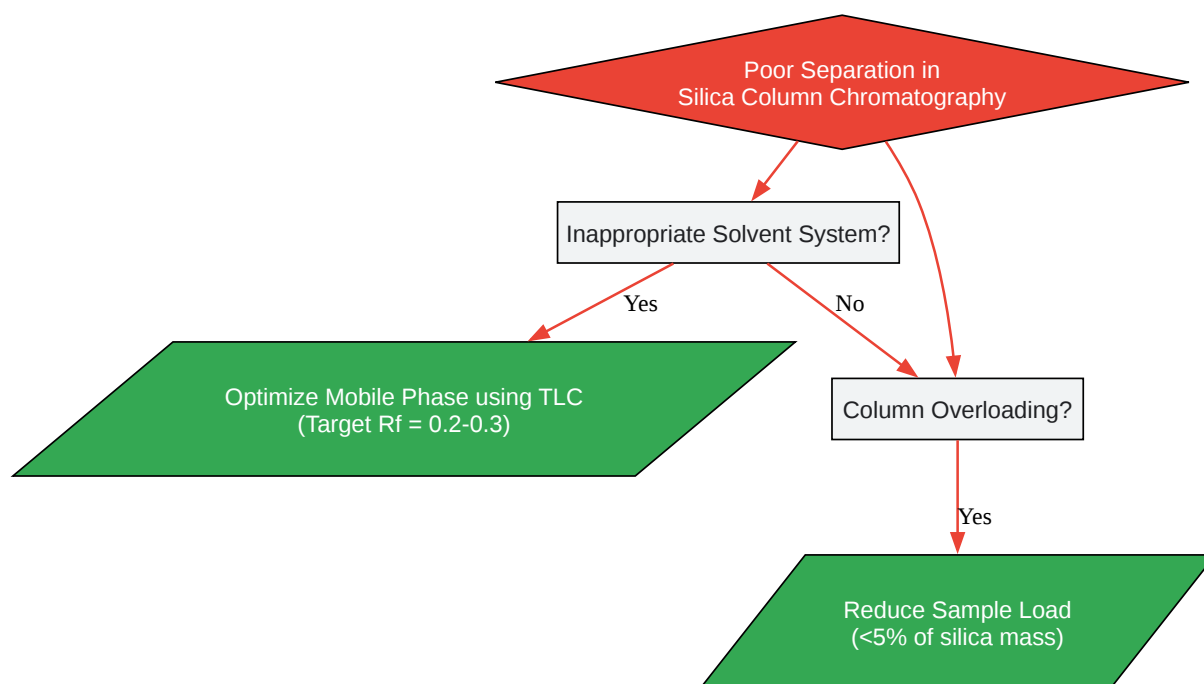 Poor Separation in
Silica Column Chromatography
Inappropriate Solvent System?
Yes
No
Optimize Mobile Phase using TLC
(Target Rf = 0.2-0.3)
Column Overloading?
Yes
Reduce Sample Load
(<5% of silica mass)